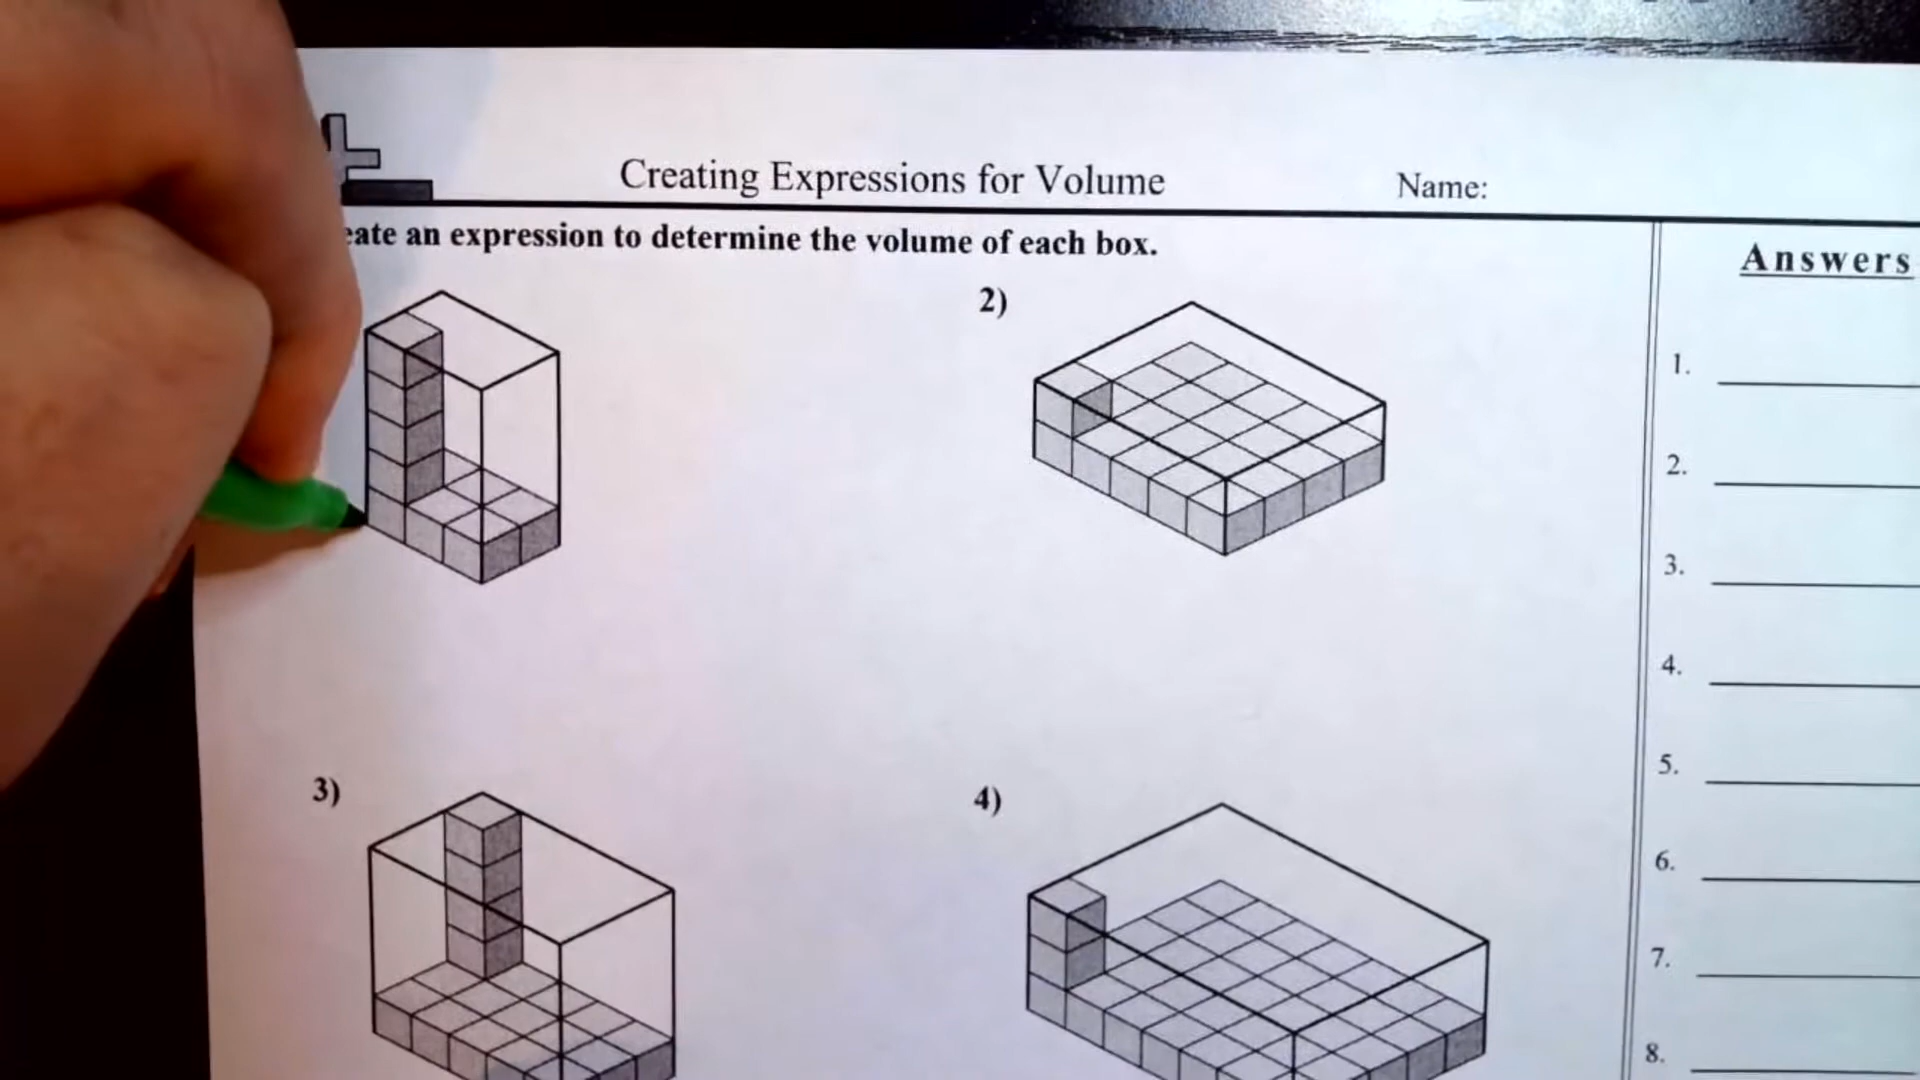 Creating Expressions for Volume
Name:
eate an expression to determine the volume of each box.
Answers
2)
3)
4)
1.
2.
3.
4.
5.
6.
7.
8.